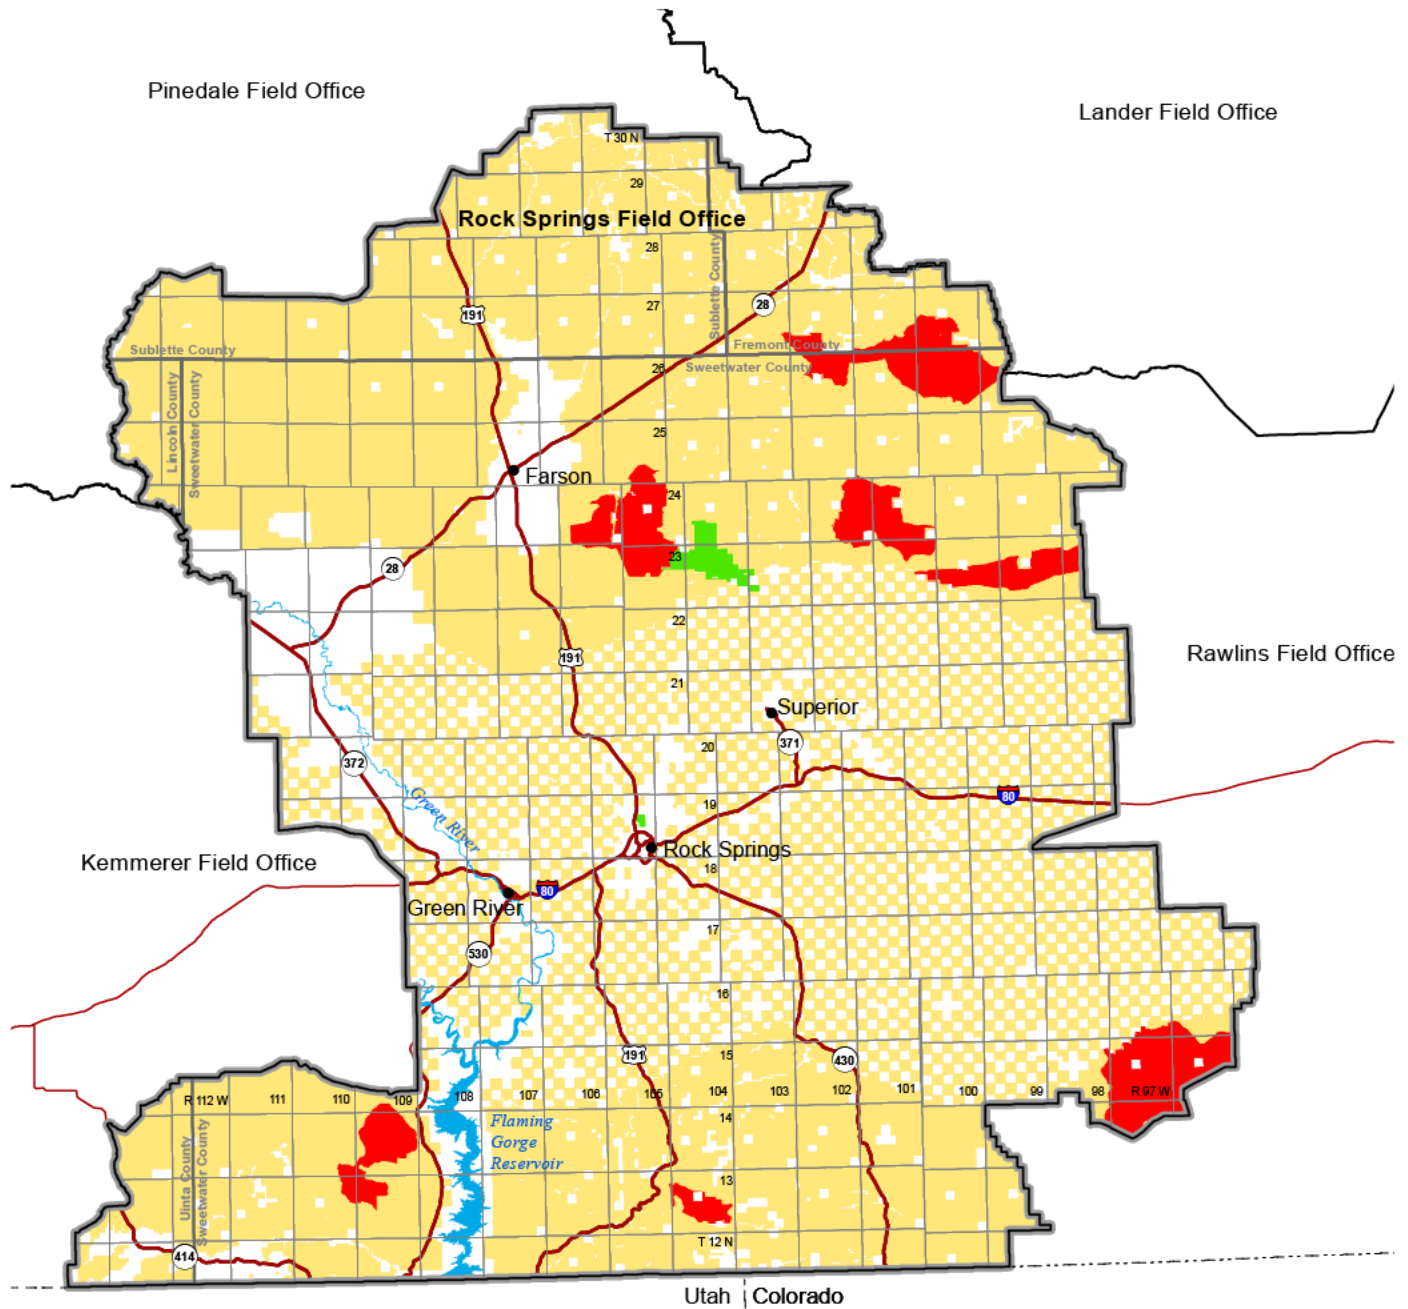 Pinedale Field Office
Lander Field Office
T 30 N
29
Rock Springs Field Office
28
Sublette County
27
28
191
Sublette County
Fremont County
Sweetwater County
26
Lincoln County
Sweetwater County
25
Farson
24
23
28
22
191
Rawlins Field Office
21
Superior
20
371
372
19
80
Green River
Rock Springs
Kemmerer Field Office
18
80
Green River
17
530
16
191
15
430
R 112 W
111
110
109
108
107
106
105
104
103
102
101
100
99
98
R 97 W
14
Flaming
Gorge
Reservoir
Uinta County
Sweetwater County
13
T 12 N
414
Utah
Colorado